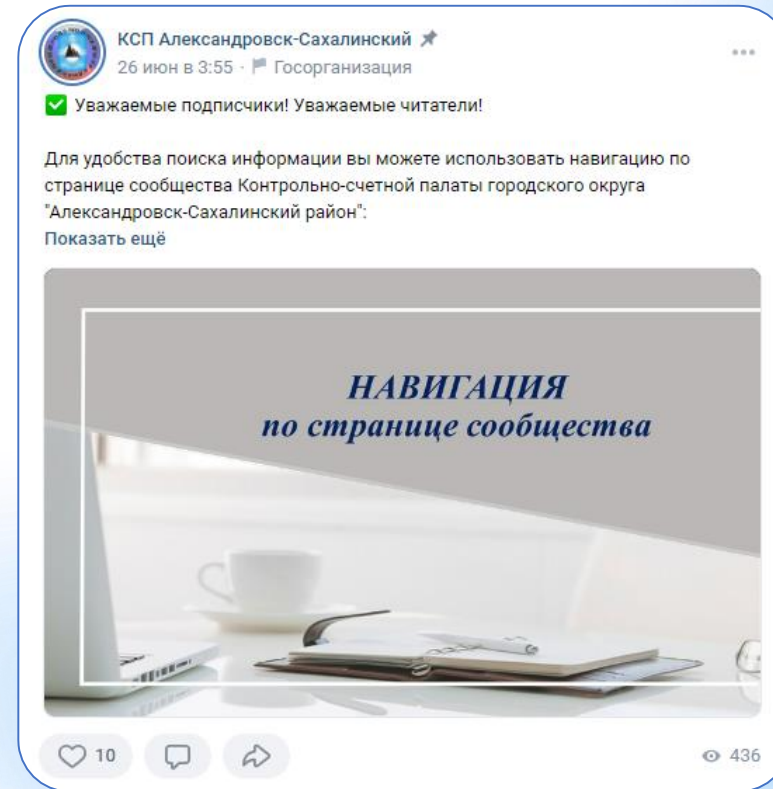 КСП Александровск-Сахалинский
26 июн в 3:55 · Госорганизация
Уважаемые подписчики! Уважаемые читатели!
Для удобства поиска информации вы можете использовать навигацию по
странице сообщества Контрольно-счетной палаты городского округа
"Александровск-Сахалинский район":
Показать ещё
НАВИГАЦИЯ
по странице сообщества
10
436